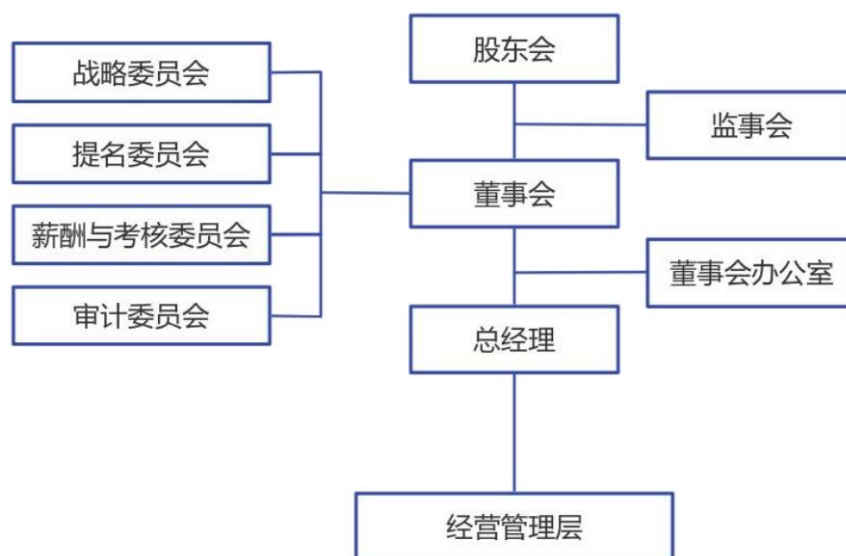 股东会
战略委员会
监事会
提名委员会
董事会
薪酬与考核委员会
董事会办公室
审计委员会
总经理
经营管理层